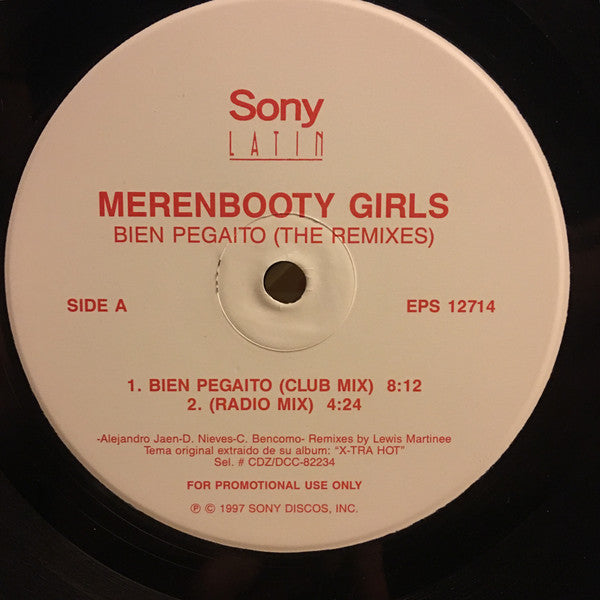 Sony
LATIN
MERENBOOTY GIRLS
BIEN PEGAITO (THE REMIXES)
SIDE A
EPS 12714
1. BIEN PEGAITO (CLUB MIX) 8:12
2. (RADIO MIX) 4:24
-Alejandro Jaen-D. Nieves-C. Bencomo- Remixes by Lewis Martinee
Tema original extraido de su album: "X-TRA HOT"
Sel. # CDZ/DCC-82234
FOR PROMOTIONAL USE ONLY
℗ © 1997 SONY DISCOS, INC.